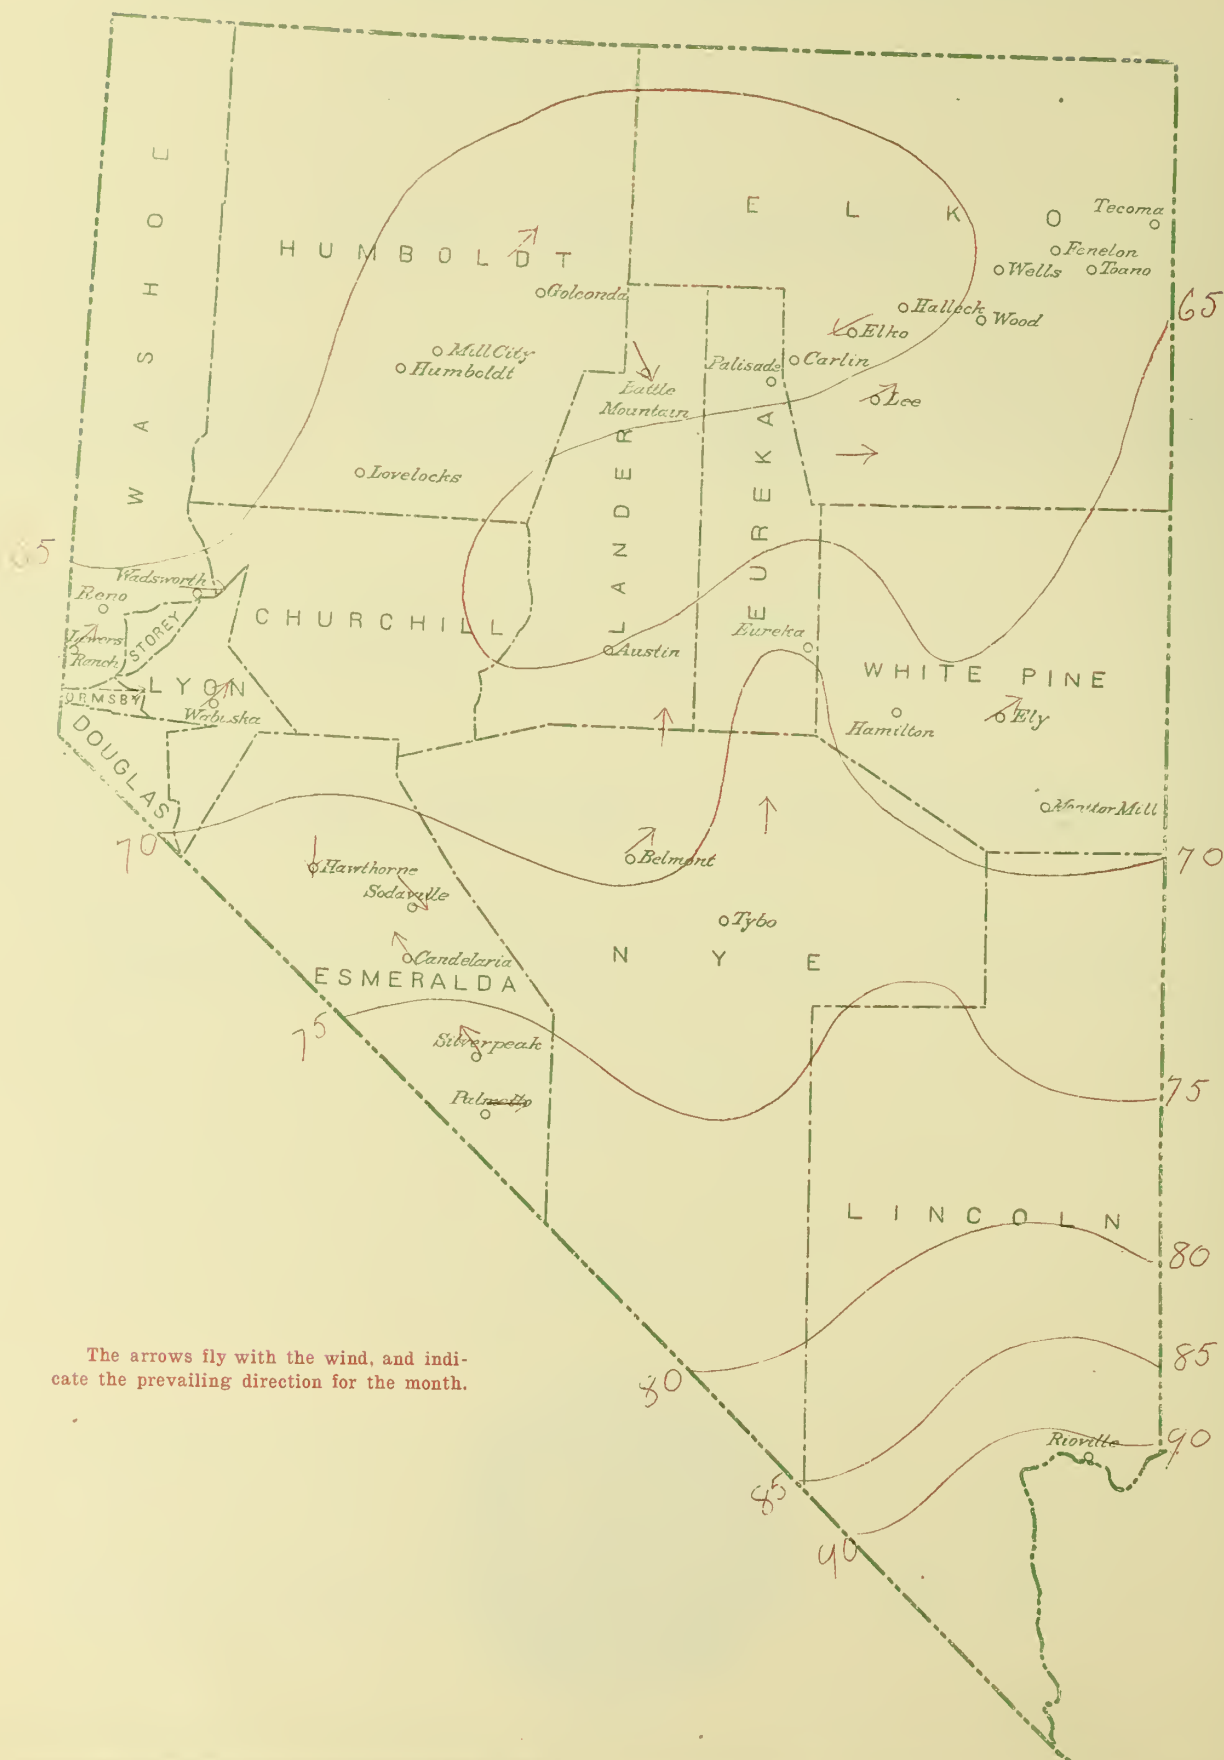 WASHOE
HUMBOLDT
ELKO
Tecoma
Fenelon
Wells
Toano
Golconda
Halleck
Wood
65
Elko
Mill City
Humboldt
Battle
Mountain
Palisade
Carlin
Lee
Lovelocks
LANDER
EUREKA
65
Wadsworth
Reno
CHURCHILL
STOREY
Lewers
Ranch
Austin
Eureka
WHITE PINE
LYON
ORMSBY
Wabuska
Hamilton
Ely
DOUGLAS
Monitor Mill
70
Hawthorne
Belmont
70
Sodaville
Tybo
Candelaria
NYE
ESMERALDA
75
Silverpeak
Palmetto
75
LINCOLN
80
The arrows fly with the wind, and indi-
cate the prevailing direction for the month.
80
85
Rioville
90
85
90